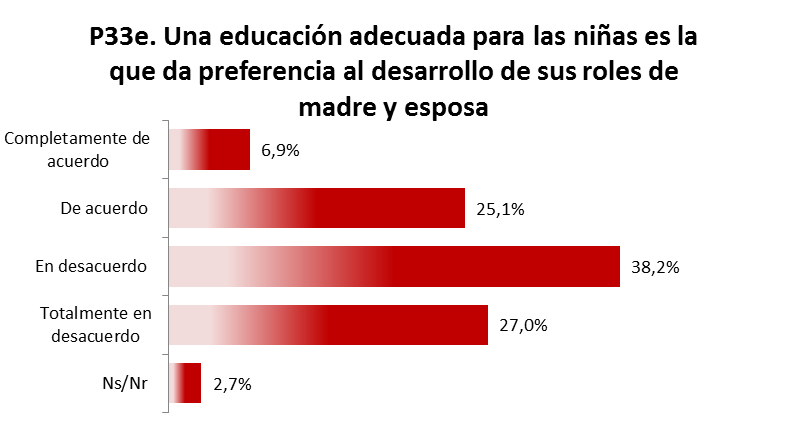 P33e. Una educación adecuada para las niñas es la
que da preferencia al desarrollo de sus roles de
madre y esposa
Completamente de
acuerdo
6,9%
De acuerdo
25,1%
En desacuerdo
38,2%
Totalmente en
desacuerdo
27,0%
Ns/Nr
2,7%